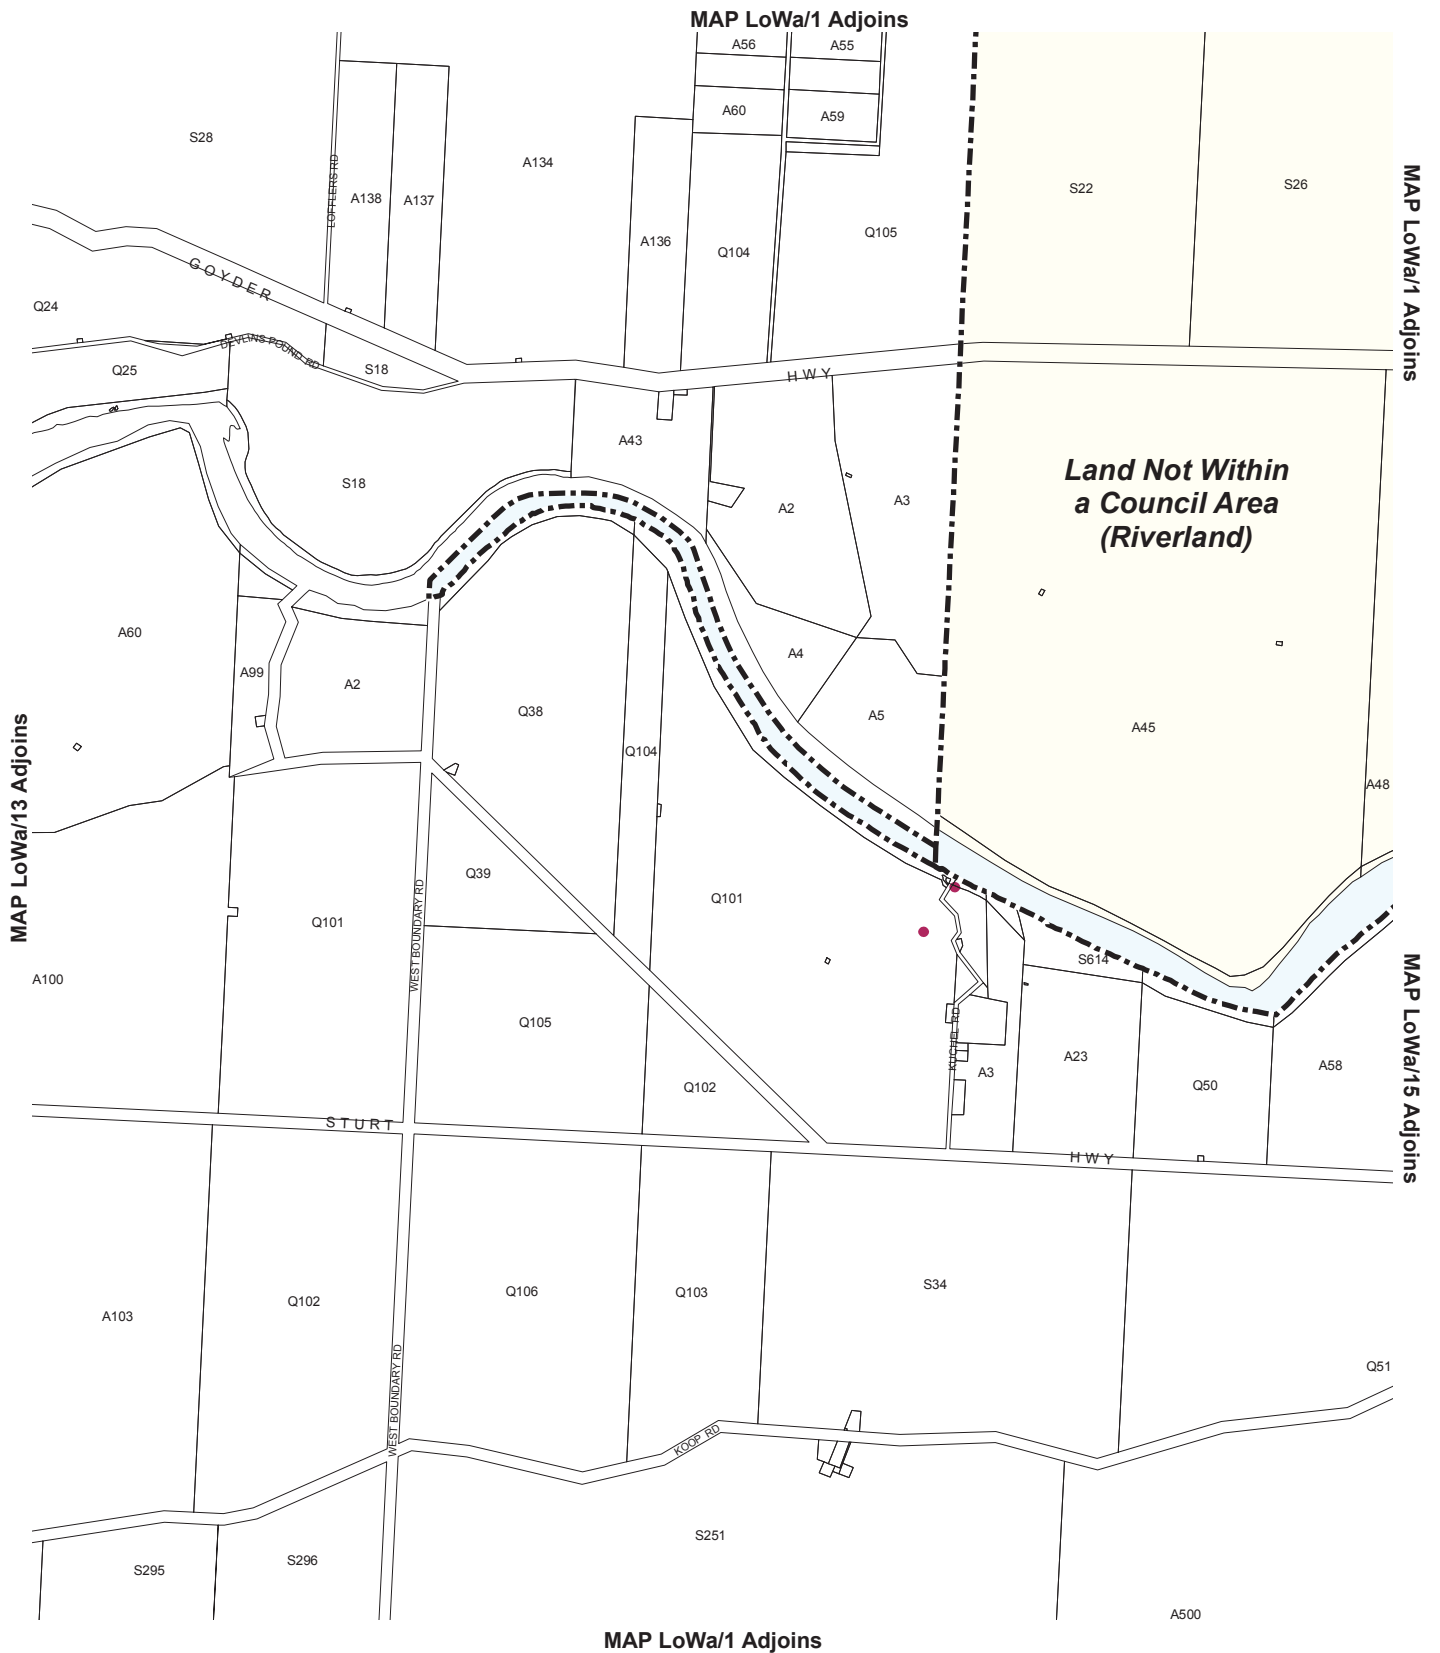 MAP LoWa/1 Adjoins
A56
A55
A60
A59
S28
A134
LOFFLERS RD
A138
A137
S22
S26
MAP LoWa/1 Adjoins
A136
Q104
Q105
GOYDER
Q24
DEVLINS POUND RD
Q25
S18
HWY
A43
S18
A2
A3
Land Not Within
a Council Area
(Riverland)
A60
A99
A2
A4
Q38
A5
Q104
A45
A48
MAP LoWa/13 Adjoins
Q39
Q101
Q101
WEST BOUNDARY RD
S614
A100
MAP LoWa/15 Adjoins
Q105
KUCHEL RD
A3
A23
Q50
A58
Q102
STURT
HWY
A103
Q102
Q106
Q103
S34
Q51
WEST BOUNDARY RD
KOOP RD
S251
S295
S296
A500
MAP LoWa/1 Adjoins